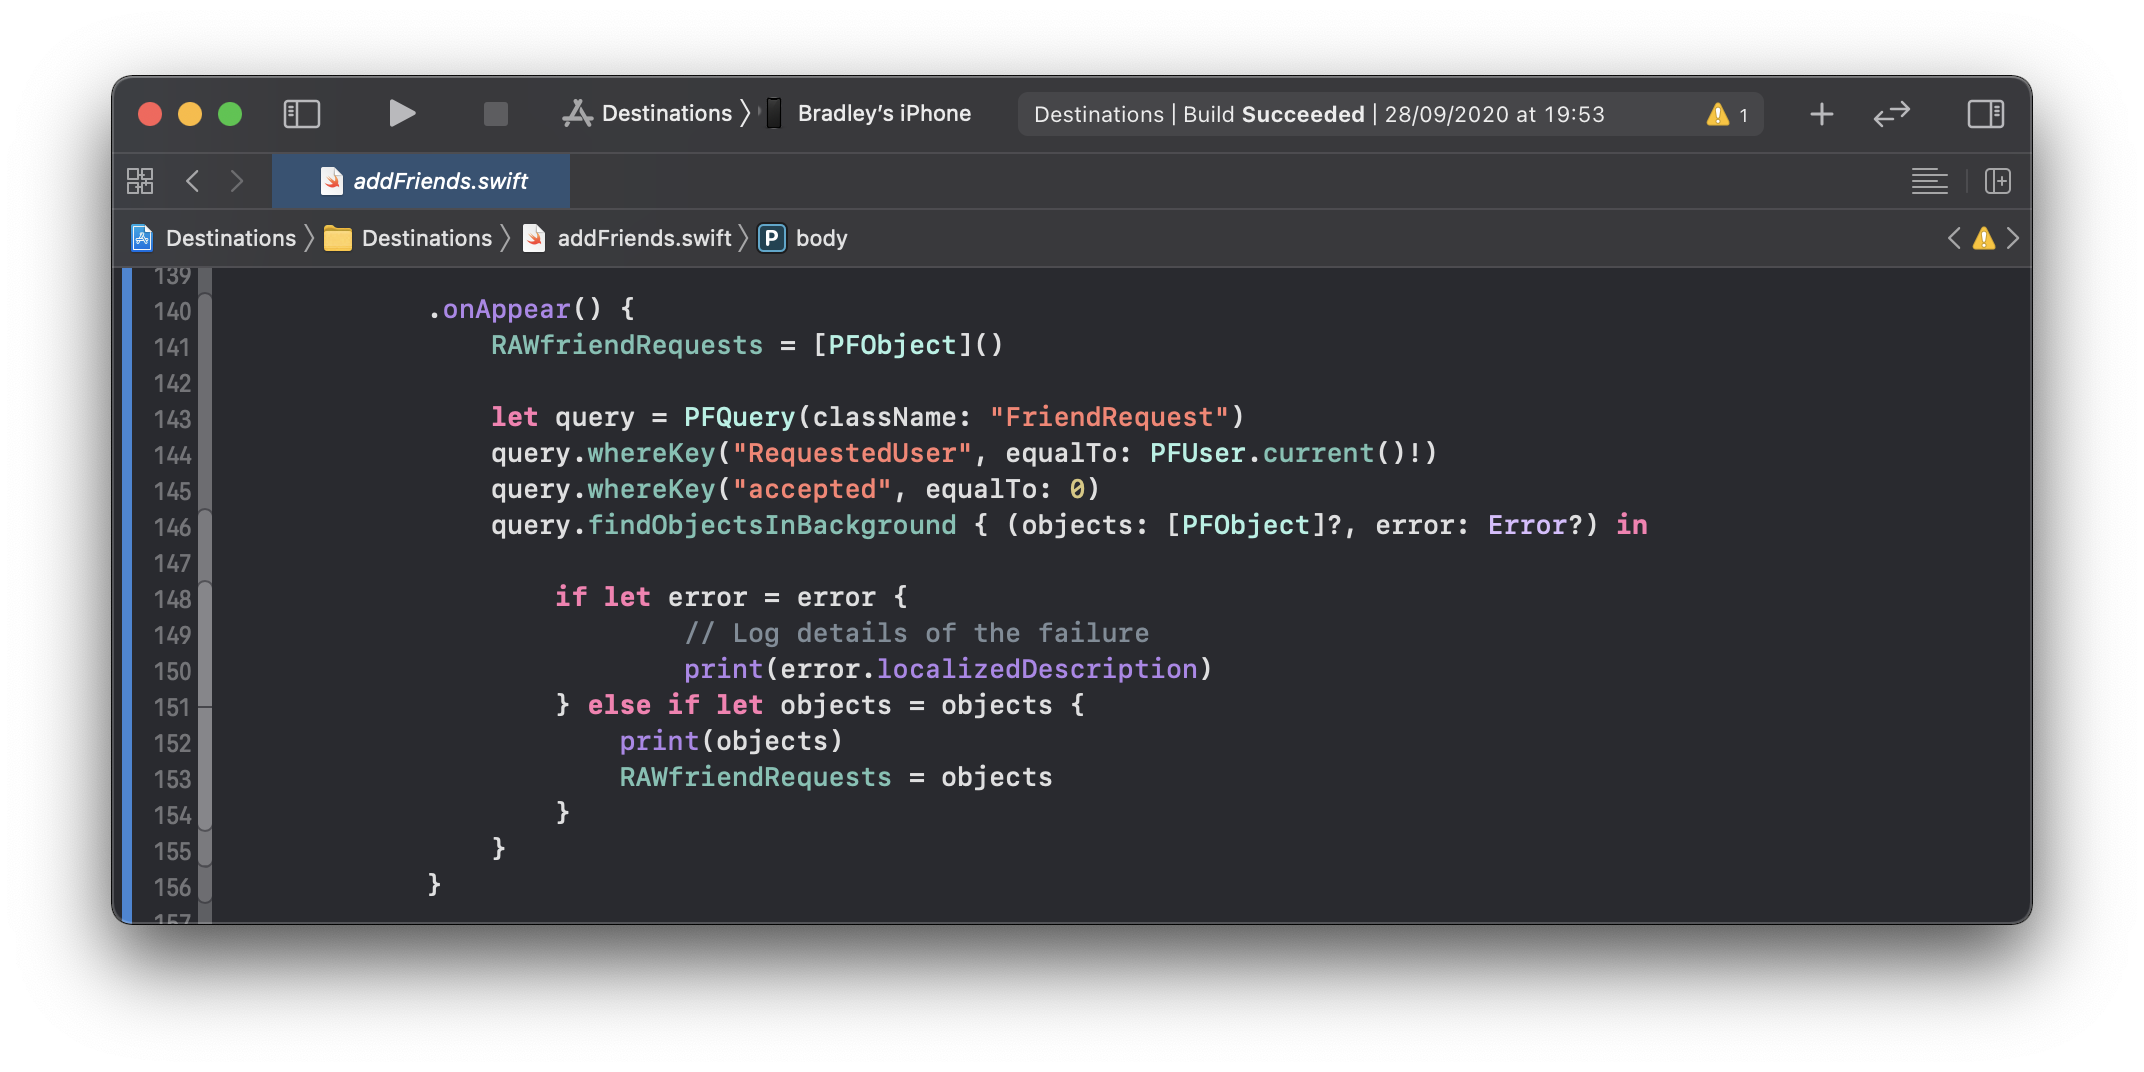 Destinations 〉 Bradley’s iPhone
Destinations | Build Succeeded | 28/09/2020 at 19:53
1
addFriends.swift
Destinations 〉 Destinations 〉 addFriends.swift 〉 P body
139
140 .onAppear() {
141 RAWfriendRequests = [PFObject]()
142
143 let query = PFQuery(className: "FriendRequest")
144 query.whereKey("RequestedUser", equalTo: PFUser.current()!)
145 query.whereKey("accepted", equalTo: 0)
146 query.findObjectsInBackground { (objects: [PFObject]?, error: Error?) in
147
148 if let error = error {
149 // Log details of the failure
150 print(error.localizedDescription)
151 } else if let objects = objects {
152 print(objects)
153 RAWfriendRequests = objects
154 }
155 }
156 }
157